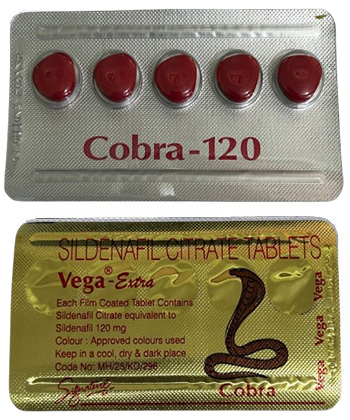 Cobra-120
SILDENAFIL CITRATE TABLETS
Vega® -Extra
Each Film Coated Tablet Contains
Sildenafil Citrate equivalent to
Sildenafil 120 mg
Colour : Approved colours used
Keep in a cool, dry & dark place
Code No: MH/25/KD/296
Signature
Cobra
Vega
Vega
Vega